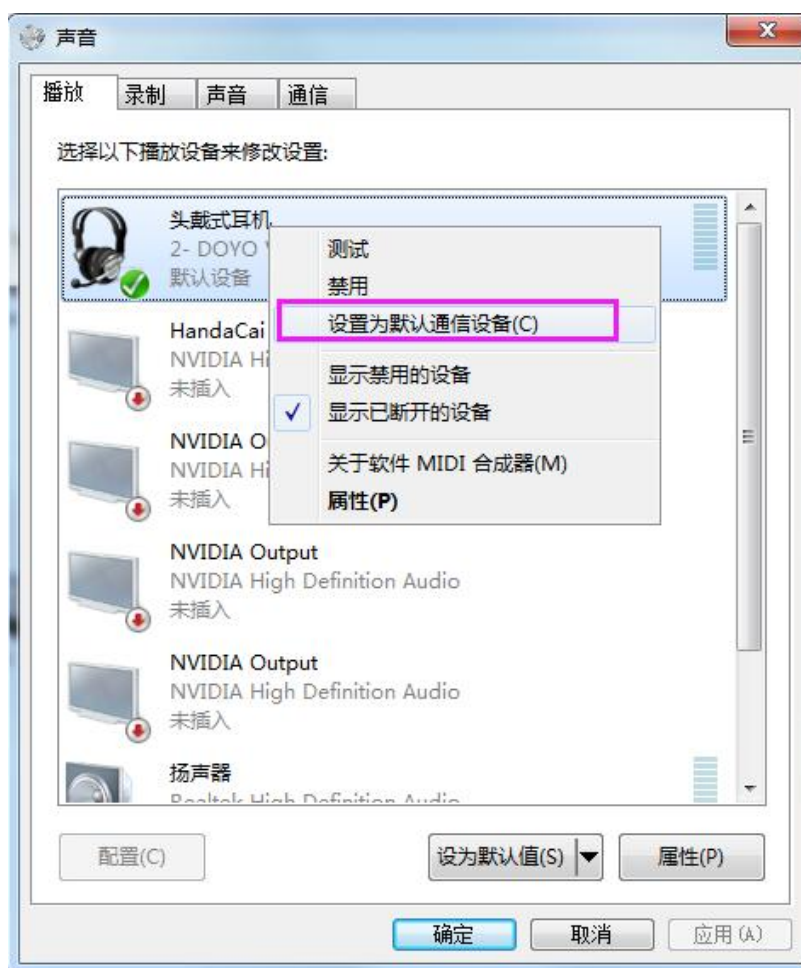 声音
播放
录制
声音
通信
选择以下播放设备来修改设置:
头戴式耳机
2- DOYO
默认设备
测试
禁用
设置为默认通信设备(C)
显示禁用的设备
显示已断开的设备
关于软件 MIDI 合成器(M)
属性(P)
HandaCai
NVIDIA
未插入
NVIDIA
NVIDIA
未插入
NVIDIA Output
NVIDIA High Definition Audio
未插入
NVIDIA Output
NVIDIA High Definition Audio
未插入
扬声器
Realtek High Definition Audio
配置(C)
设为默认值(S)
属性(P)
确定
取消
应用(A)